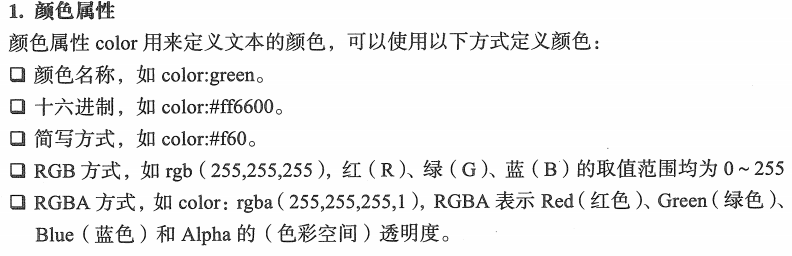 1. 颜色属性
颜色属性 color 用来定义文本的颜色，可以使用以下方式定义颜色：
❑ 颜色名称，如 color:green。
❑ 十六进制，如 color:#ff6600。
❑ 简写方式，如 color:#f60。
❑ RGB 方式，如 rgb（255,255,255），红（R）、绿（G）、蓝（B）的取值范围均为 0～255
❑ RGBA 方式，如 color：rgba（255,255,255,1），RGBA 表示 Red（红色）、Green（绿色）、
Blue（蓝色）和 Alpha 的（色彩空间）透明度。